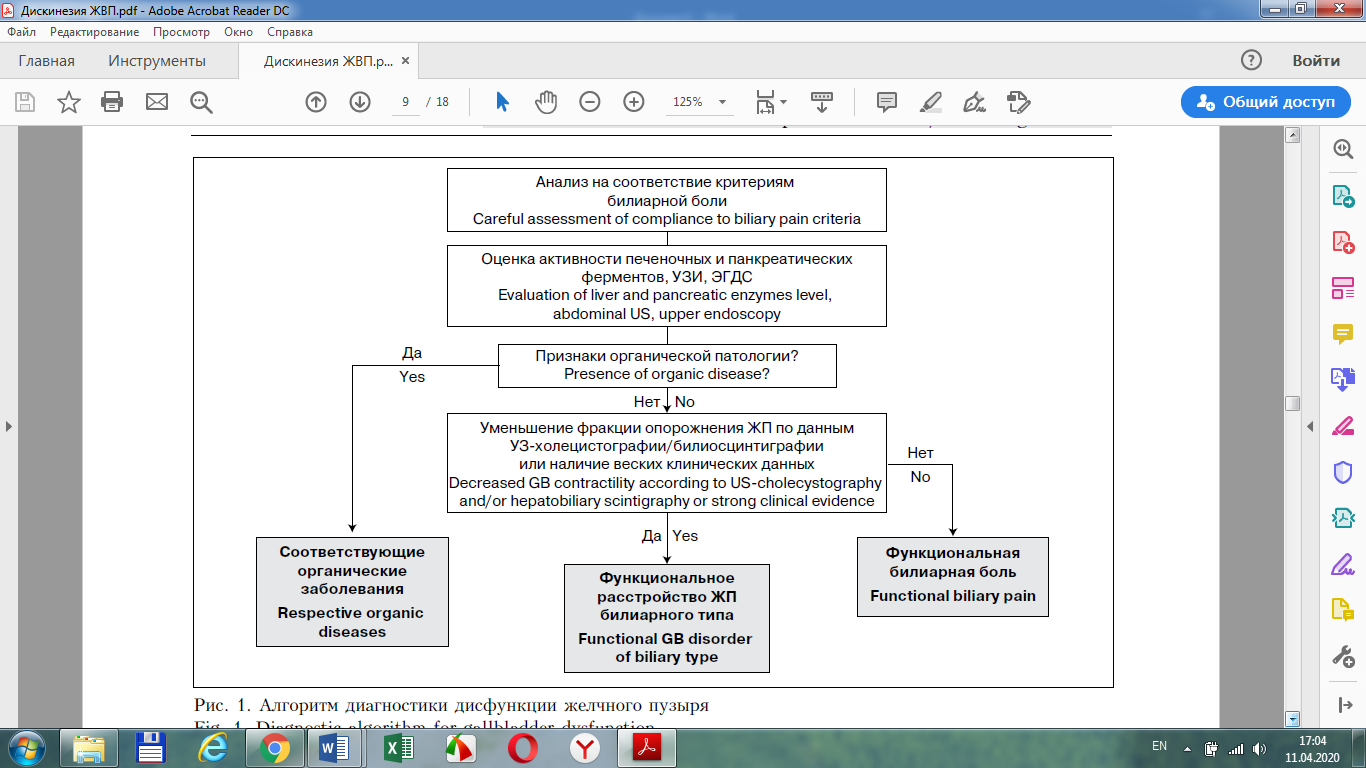 Дискинезия ЖВП.pdf - Adobe Acrobat Reader DC
Файл Редактирование Просмотр Окно Справка
Главная Инструменты Дискинезия ЖВП.p... × Войти
9 / 18 125% Общий доступ
Анализ на соответствие критериям
билиарной боли
Careful assessment of compliance to biliary pain criteria
Оценка активности печеночных и панкреатических
ферментов, УЗИ, ЭГДС
Evaluation of liver and pancreatic enzymes level,
abdominal US, upper endoscopy
Да
Yes
Признаки органической патологии?
Presence of organic disease?
Нет No
Уменьшение фракции опорожнения ЖП по данным
УЗ-холецистографии/билиосцинтиграфии
или наличие веских клинических данных
Decreased GB contractility according to US-cholecystography
and/or hepatobiliary scintigraphy or strong clinical evidence
Нет
No
Да Yes
Соответствующие
органические
заболевания
Respective organic
diseases
Функциональное
расстройство ЖП
билиарного типа
Functional GB disorder
of biliary type
Функциональная
билиарная боль
Functional biliary pain
Рис. 1. Алгоритм диагностики дисфункции желчного пузыря
Fig. 1. Diagnostic algorithm for gallbladder dysfunction
EN
17:04
11.04.2020